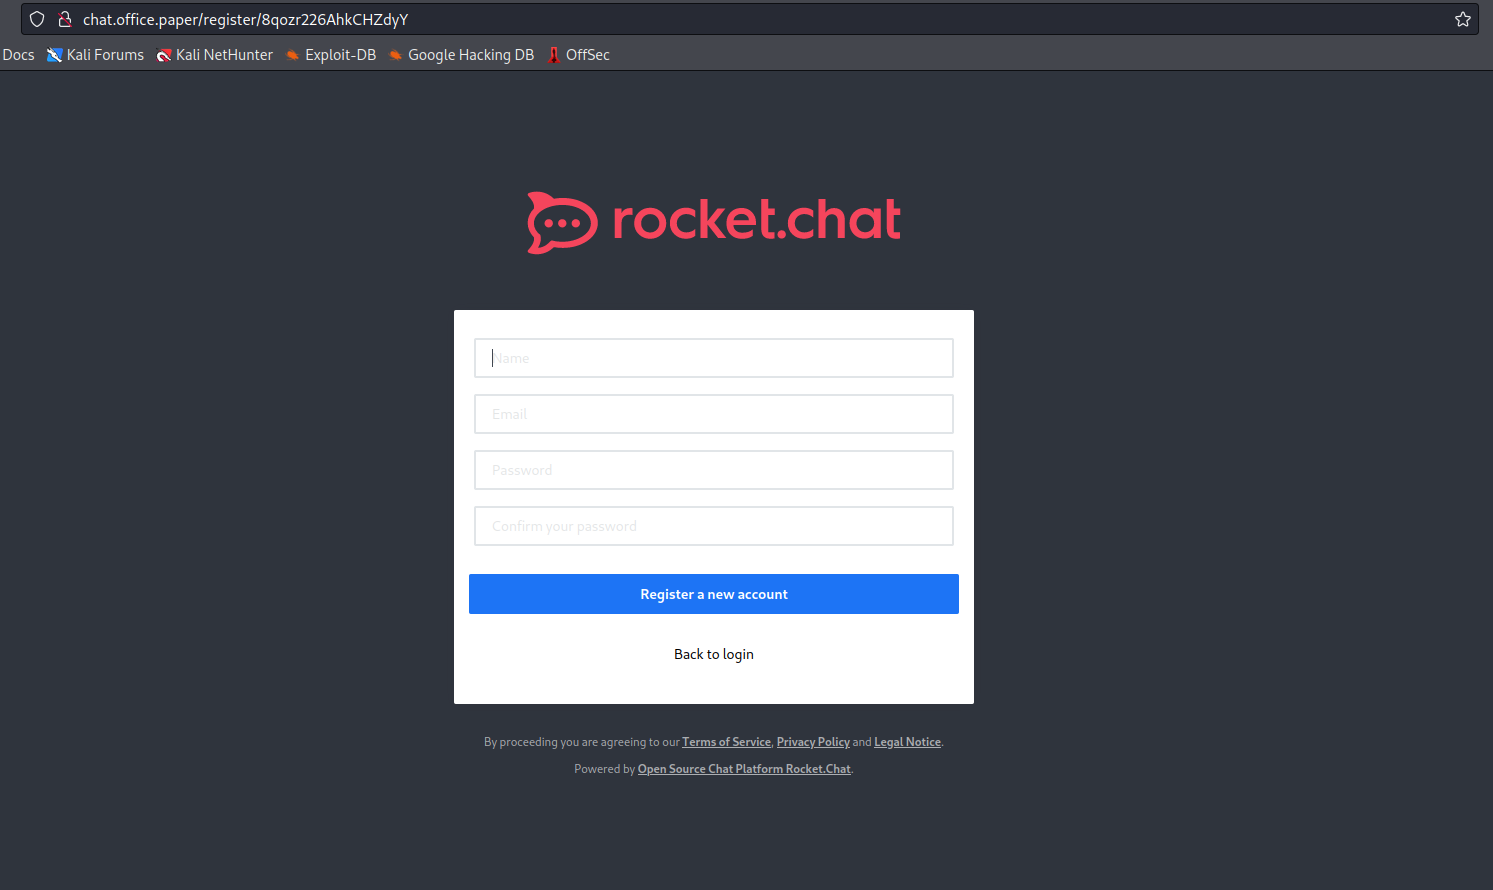 chat.office.paper/register/8qozr226AhkCHZdyY
Docs Kali Forums Kali NetHunter Exploit-DB Google Hacking DB OffSec
rocket.chat
Name
Email
Password
Confirm your password
Register a new account
Back to login
By proceeding you are agreeing to our Terms of Service, Privacy Policy and Legal Notice.
Powered by Open Source Chat Platform Rocket.Chat.